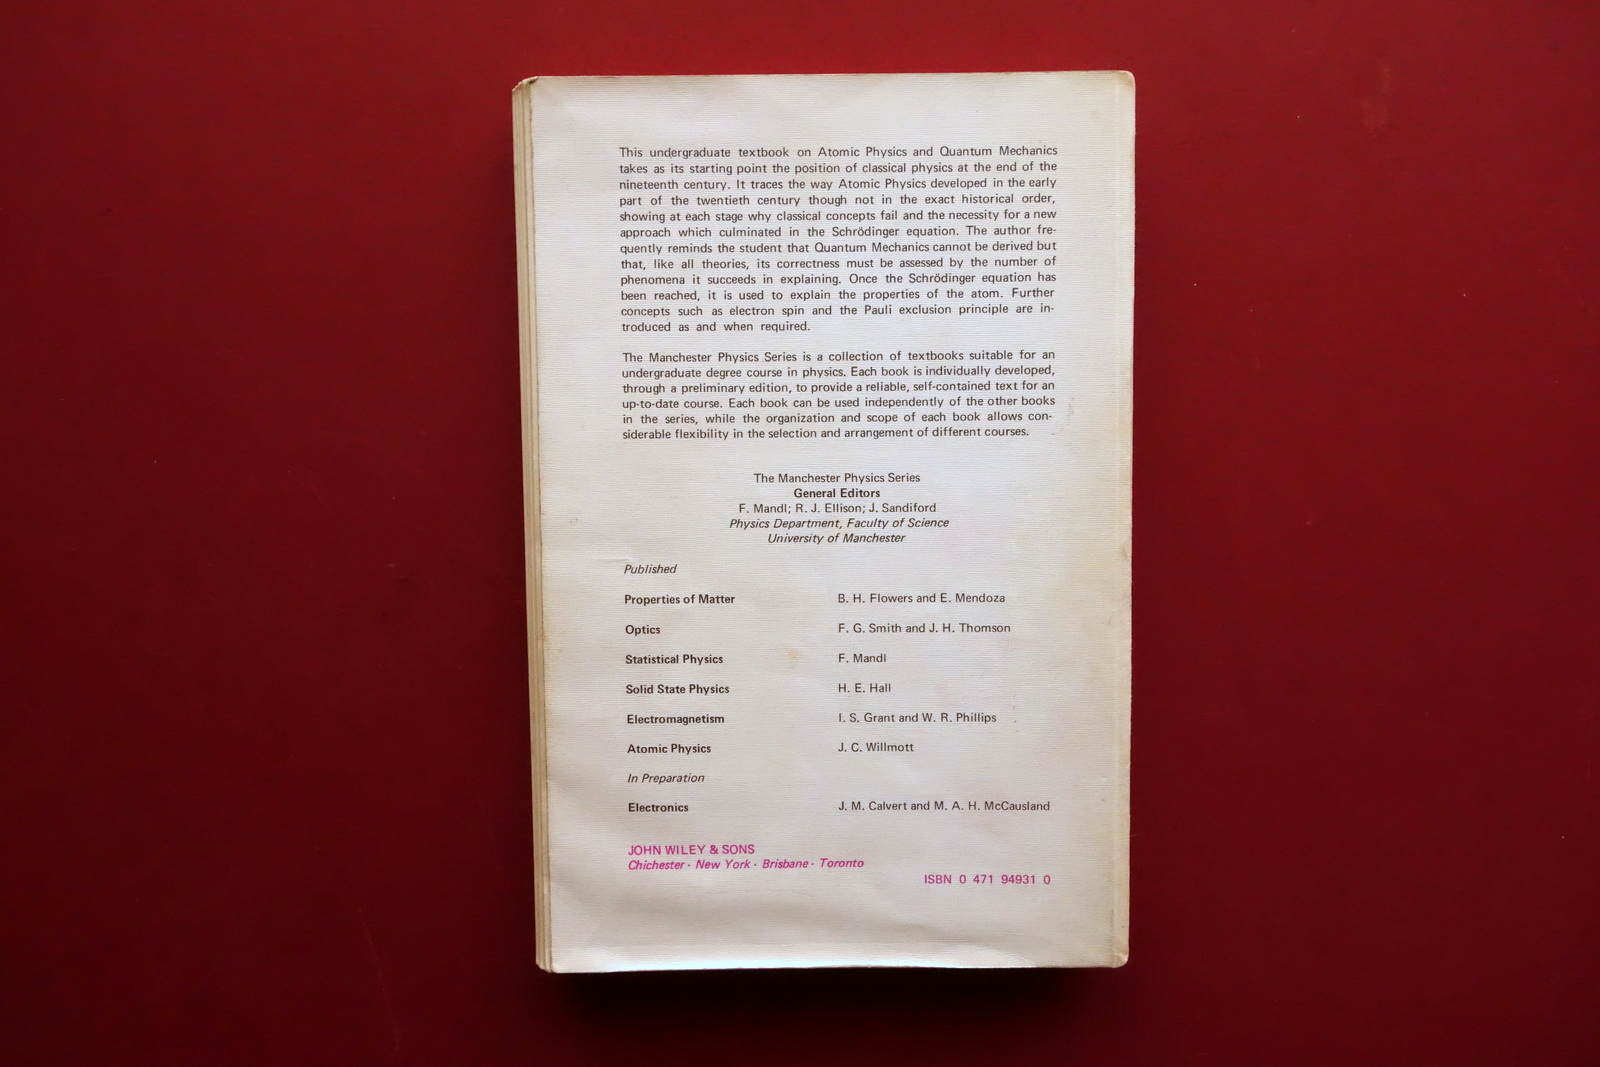 This undergraduate textbook on Atomic Physics and Quantum Mechanics
takes as its starting point the position of classical physics at the end of the
nineteenth century. It traces the way Atomic Physics developed in the early
part of the twentieth century though not in the exact historical order,
showing at each stage why classical concepts fail and the necessity for a new
approach which culminated in the Schrödinger equation. The author fre-
quently reminds the student that Quantum Mechanics cannot be derived but
that, like all theories, its correctness must be assessed by the number of
phenomena it succeeds in explaining. Once the Schrödinger equation has
been reached, it is used to explain the properties of the atom. Further
concepts such as electron spin and the Pauli exclusion principle are in-
troduced as and when required.
The Manchester Physics Series is a collection of textbooks suitable for an
undergraduate degree course in physics. Each book is individually developed,
through a preliminary edition, to provide a reliable, self-contained text for an
up-to-date course. Each book can be used independently of the other books
in the series, while the organization and scope of each book allows con-
siderable flexibility in the selection and arrangement of different courses.
The Manchester Physics Series
General Editors
F. Mandl; R. J. Ellison; J. Sandiford
Physics Department, Faculty of Science
University of Manchester
Published
Properties of Matter B. H. Flowers and E. Mendoza
Optics F. G. Smith and J. H. Thomson
Statistical Physics F. Mandl
Solid State Physics H. E. Hall
Electromagnetism I. S. Grant and W. R. Phillips
Atomic Physics J. C. Willmott
In Preparation
Electronics J. M. Calvert and M. A. H. McCausland
JOHN WILEY & SONS
Chichester · New York · Brisbane · Toronto
ISBN 0 471 94931 0